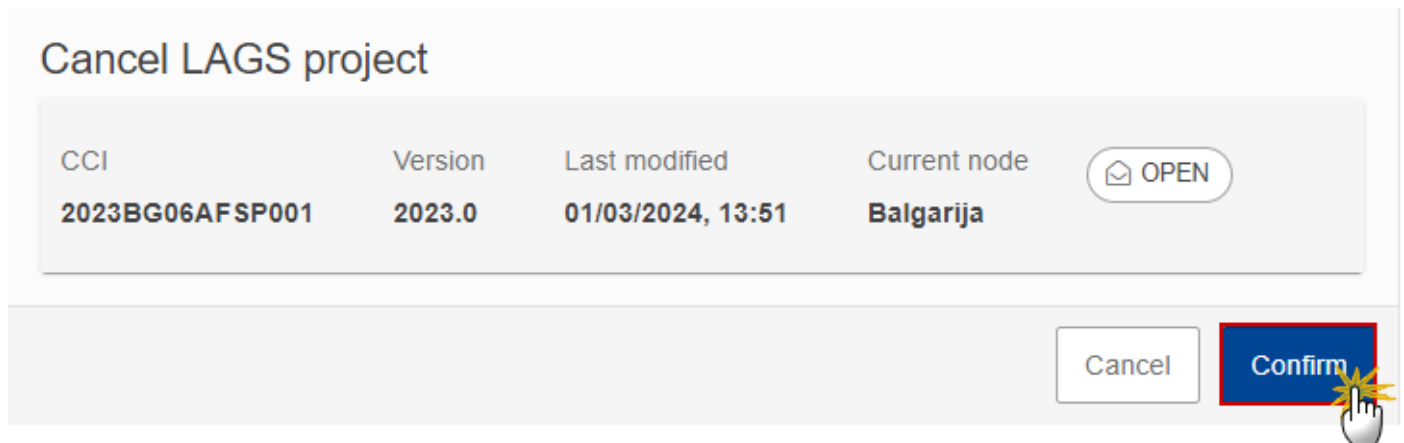 Cancel LAGS project
CCI Version Last modified Current node OPEN
2023BG06AFSP001 2023.0 01/03/2024, 13:51 Balgarija
Cancel Confirm